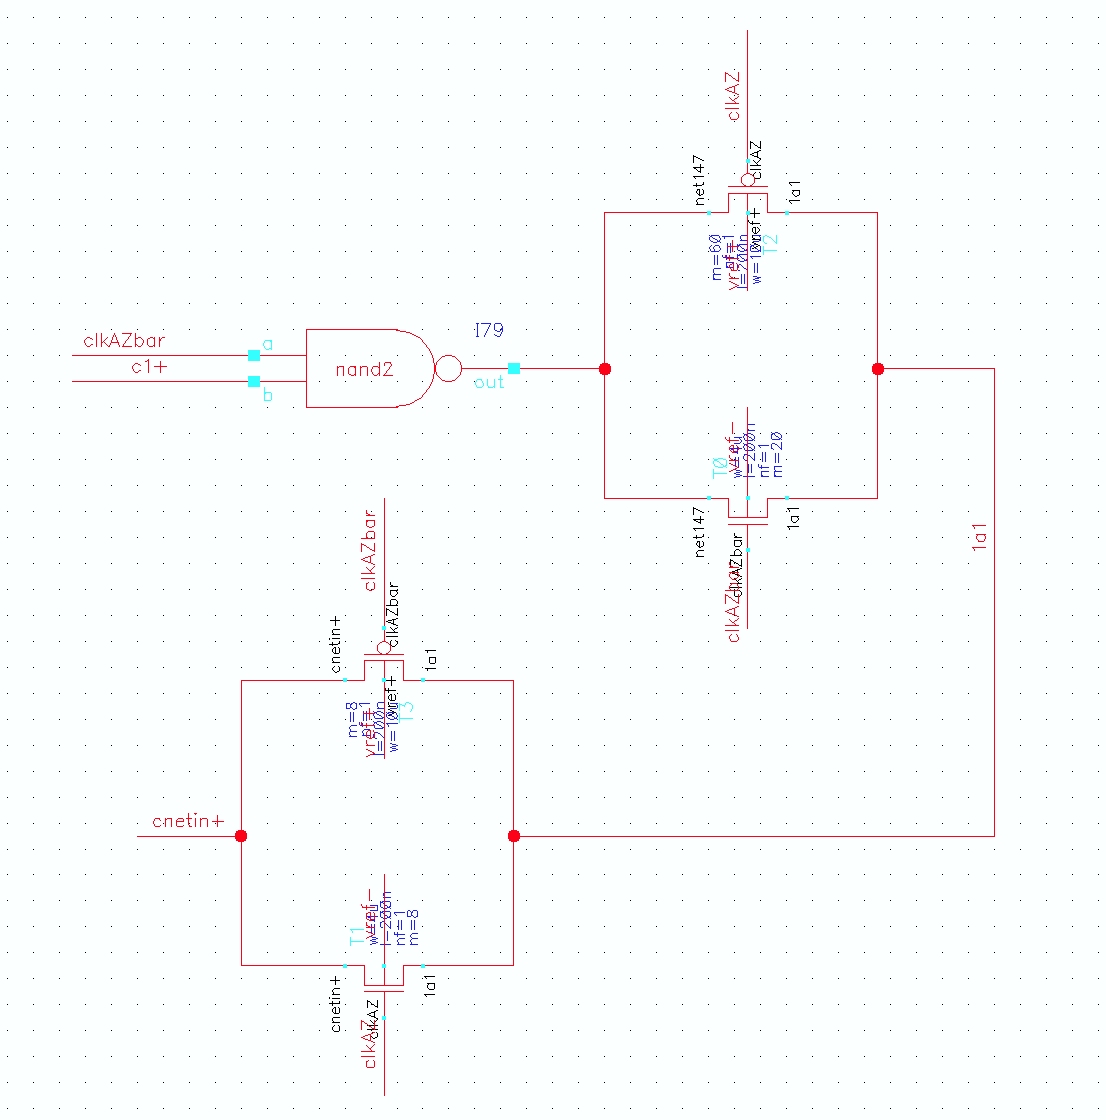 clkAZ
clkAZ
net147
1a1
vref+
vref+
m=60
nf=1
l=200n
w=10u
T2
clkAZbar
c1+
a
b
nand2
I79
out
vref-
T0
l=200n
nf=1
m=20
net147
1a1
clkAZbar
clkAZbar
1a1
clkAZbar
clkAZbar
cnetin+
1a1
vref+
vref+
m=8
nf=1
l=200n
w=10u
T3
cnetin+
vref-
T1
l=200n
nf=1
m=8
cnetin+
1a1
clkAZ
clkAZ